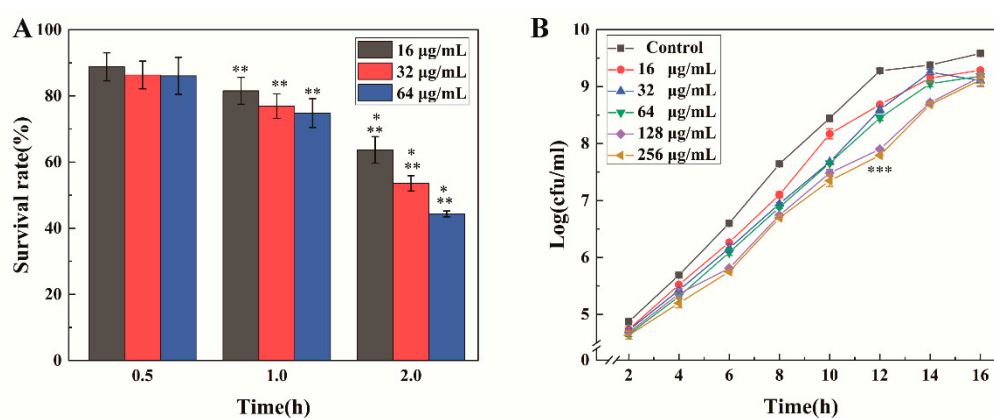 A
Survival rate(%)
100
80
60
40
20
0
16 μg/mL
32 μg/mL
64 μg/mL
**
**
**
*
**
*
**
*
**
0.5
1.0
2.0
Time(h)
B
Log(cfu/ml)
10
9
8
7
6
5
0
Control
16 μg/mL
32 μg/mL
64 μg/mL
128 μg/mL
256 μg/mL
***
2
4
6
8
10
12
14
16
Time(h)